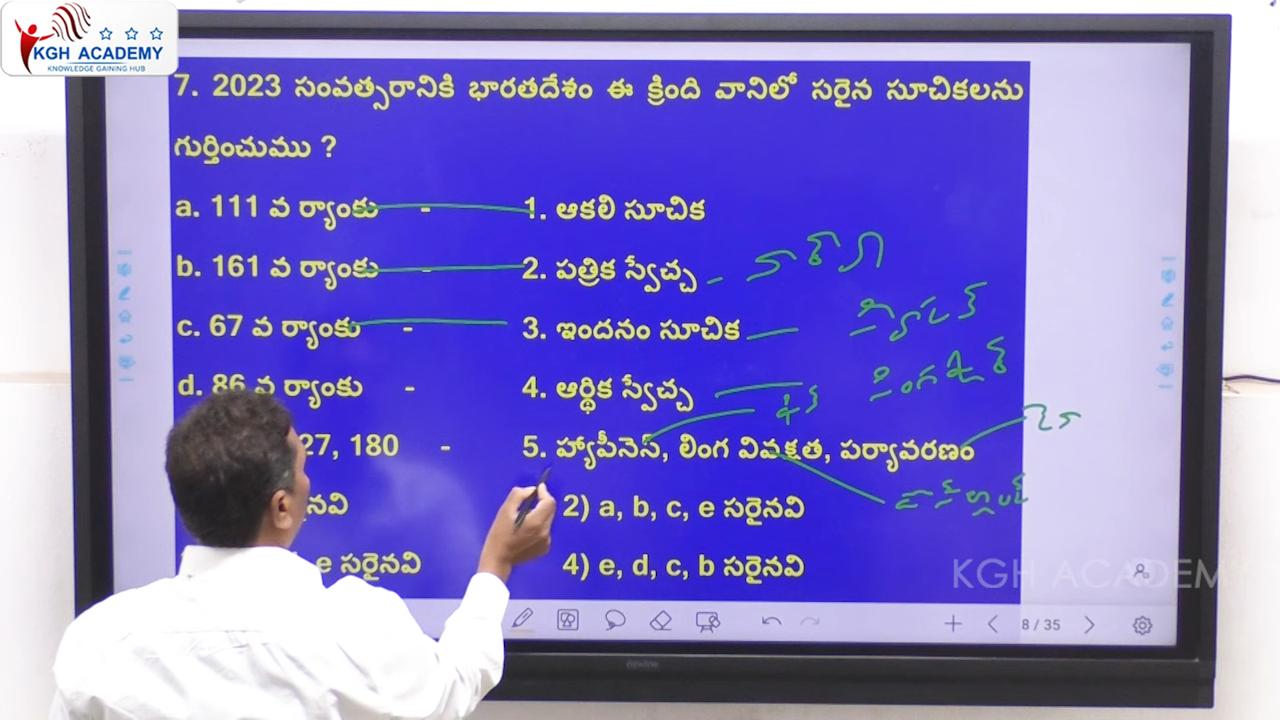 KGH ACADEMY
KNOWLEDGE GAINING HUB
7. 2023 సంవత్సరానికి భారతదేశం ఈ క్రింది వానిలో సరైన సూచికలను
గుర్తించుము ?
a. 111 వ ర్యాంకు - 1. ఆకలి సూచిక
b. 161 వ ర్యాంకు - 2. పత్రిక స్వేచ్ఛ - నార్వే
c. 67 వ ర్యాంకు - 3. ఇందనం సూచిక
d. 86 వ ర్యాంకు - 4. ఆర్థిక స్వేచ్ఛ
27, 180 - 5. హ్యాపీనెస్, లింగ వివక్షత, పర్యావరణం
2) a, b, c, e సరైనవి
e సరైనవి 4) e, d, c, b సరైనవి
KGH ACADEM
8 / 35
newline